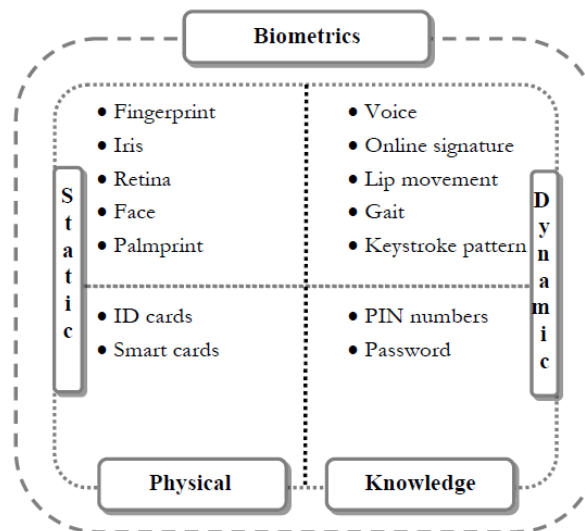 Biometrics
• Fingerprint
• Iris
• Retina
• Face
• Palmprint
• Voice
• Online signature
• Lip movement
• Gait
• Keystroke pattern
Static
Dynamic
• ID cards
• Smart cards
• PIN numbers
• Password
Physical
Knowledge